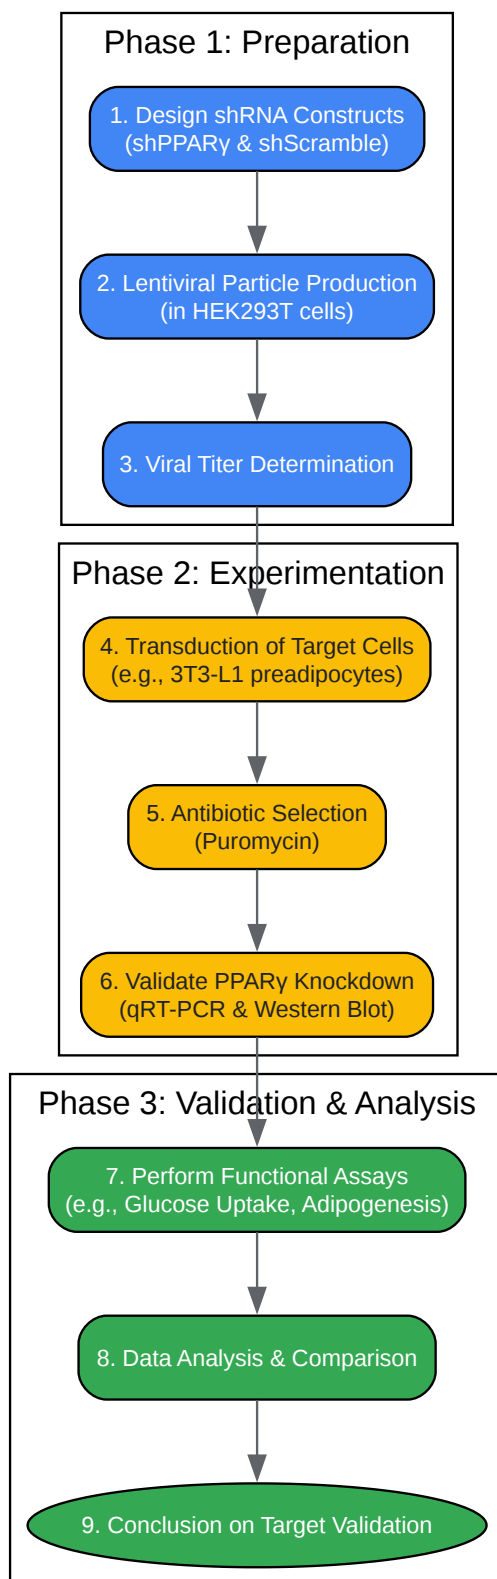 Phase 1: Preparation
1. Design shRNA Constructs
(shPPARγ & shScramble)
2. Lentiviral Particle Production
(in HEK293T cells)
3. Viral Titer Determination
Phase 2: Experimentation
4. Transduction of Target Cells
(e.g., 3T3-L1 preadipocytes)
5. Antibiotic Selection
(Puromycin)
6. Validate PPARγ Knockdown
(qRT-PCR & Western Blot)
Phase 3: Validation & Analysis
7. Perform Functional Assays
(e.g., Glucose Uptake, Adipogenesis)
8. Data Analysis & Comparison
9. Conclusion on Target Validation